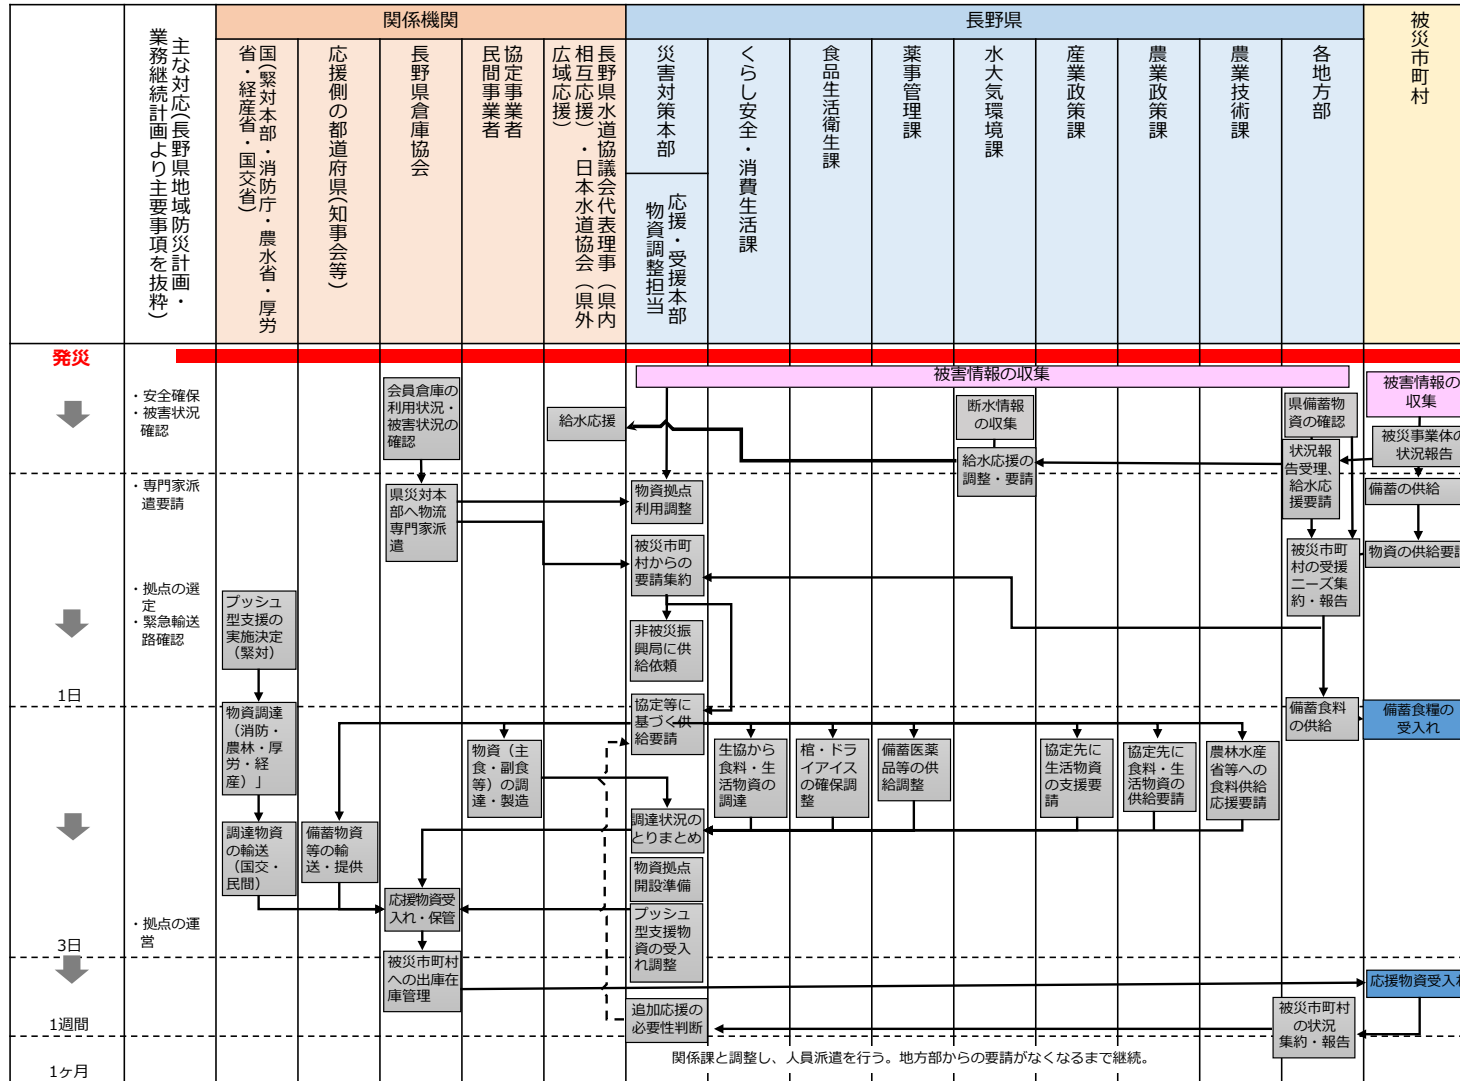 関係機関
長野県
被災市町村
主な対応(長野県地域防災計画・
業務継続計画より主要事項を抜粋)
国(緊対本部・消防庁・農水省・厚労
省・経産省・国交省)
応援側の都道府県(知事会等)
長野県倉庫協会
協定事業者
民間事業者
長野県水道協議会代表理事(県内
相互応援)・日本水道協会(県外
広域応援)
災害対策本部
応援・受援本部
物資調整担当
くらし安全・消費生活課
食品生活衛生課
薬事管理課
水大気環境課
産業政策課
農業政策課
農業技術課
各地方部
発災
被害情報の収集
・安全確保
・被害状況
確認
会員倉庫の
利用状況・
被害状況の
確認
給水応援
断水情報
の収集
県備蓄物
資の確認
被害情報の
収集
被災事業体の
状況報告
給水応援の
調整・要請
状況報
告受理、
給水応
援要請
・専門家派
遣要請
県災対本
部へ物流
専門家派
遣
物資拠点
利用調整
備蓄の供給
被災市町
村からの
要請集約
被災市町
村の受援
ニーズ集
約・報告
物資の供給要請
・拠点の選
定
・緊急輸送
路確認
プッシュ
型支援の
実施決定
(緊対)
非被災振
興局に供
給依頼
1日
物資調達
(消防・
農林・厚
労・経
産)」
協定等に
基づく供
給要請
備蓄食料
の供給
備蓄食糧の
受入れ
物資(主
食・副食
等)の調
達・製造
生協から
食料・生
活物資の
調達
棺・ドラ
イアイス
の確保調
整
備蓄医薬
品等の供
給調整
協定先に
生活物資
の支援要
請
協定先に
食料・生
活物資の
供給要請
農林水産
省等への
食料供給
応援要請
調達物資
の輸送
(国交・
民間)
備蓄物資
等の輸
送・提供
調達状況の
とりまとめ
物資拠点
開設準備
応援物資受
入れ・保管
プッシュ
型支援物
資の受入
れ調整
・拠点の運
営
3日
被災市町村
への出庫在
庫管理
応援物資受入れ
追加応援の
必要性判断
被災市町村
の状況
集約・報告
1週間
関係課と調整し、人員派遣を行う。地方部からの要請がなくなるまで継続。
1ヶ月